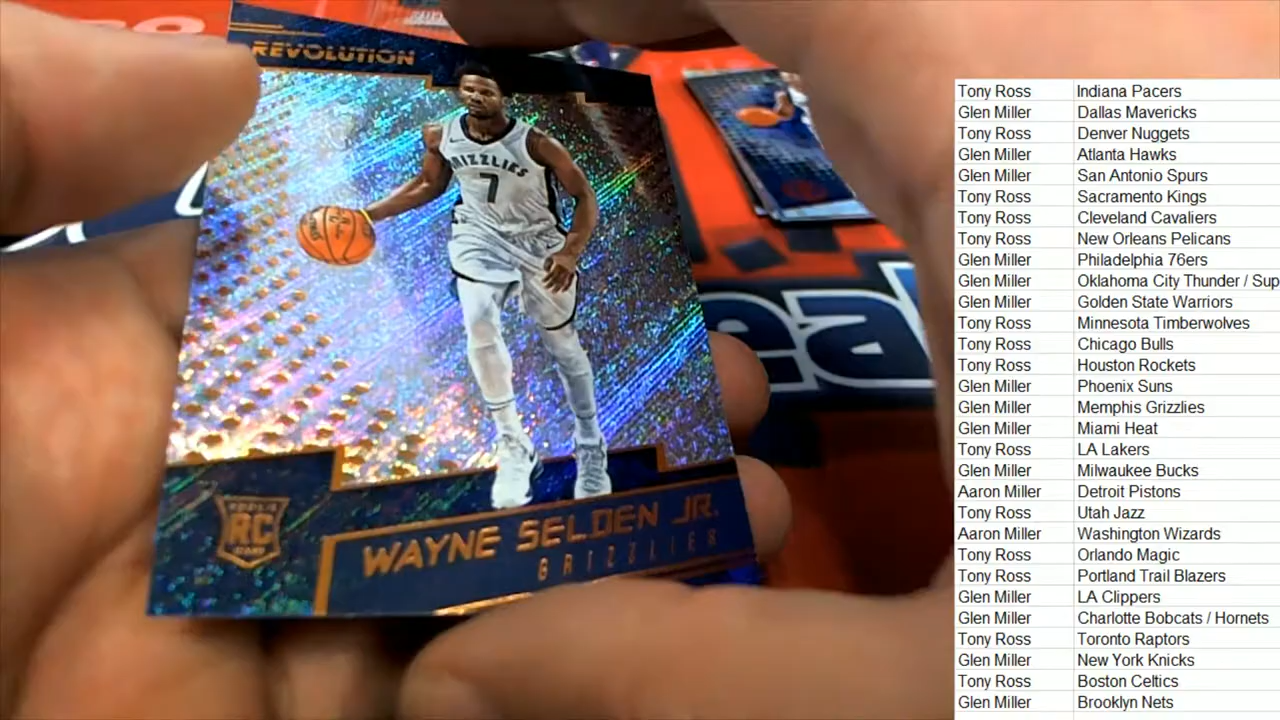 REVOLUTION
GRIZZLIES
7
RC
WAYNE SELDEN JR.
GRIZZLIES
ea
Tony Ross Indiana Pacers
Glen Miller Dallas Mavericks
Tony Ross Denver Nuggets
Glen Miller Atlanta Hawks
Glen Miller San Antonio Spurs
Tony Ross Sacramento Kings
Tony Ross Cleveland Cavaliers
Tony Ross New Orleans Pelicans
Glen Miller Philadelphia 76ers
Glen Miller Oklahoma City Thunder / Sup
Glen Miller Golden State Warriors
Tony Ross Minnesota Timberwolves
Tony Ross Chicago Bulls
Tony Ross Houston Rockets
Glen Miller Phoenix Suns
Glen Miller Memphis Grizzlies
Glen Miller Miami Heat
Tony Ross LA Lakers
Glen Miller Milwaukee Bucks
Aaron Miller Detroit Pistons
Tony Ross Utah Jazz
Aaron Miller Washington Wizards
Tony Ross Orlando Magic
Tony Ross Portland Trail Blazers
Glen Miller LA Clippers
Glen Miller Charlotte Bobcats / Hornets
Tony Ross Toronto Raptors
Glen Miller New York Knicks
Tony Ross Boston Celtics
Glen Miller Brooklyn Nets